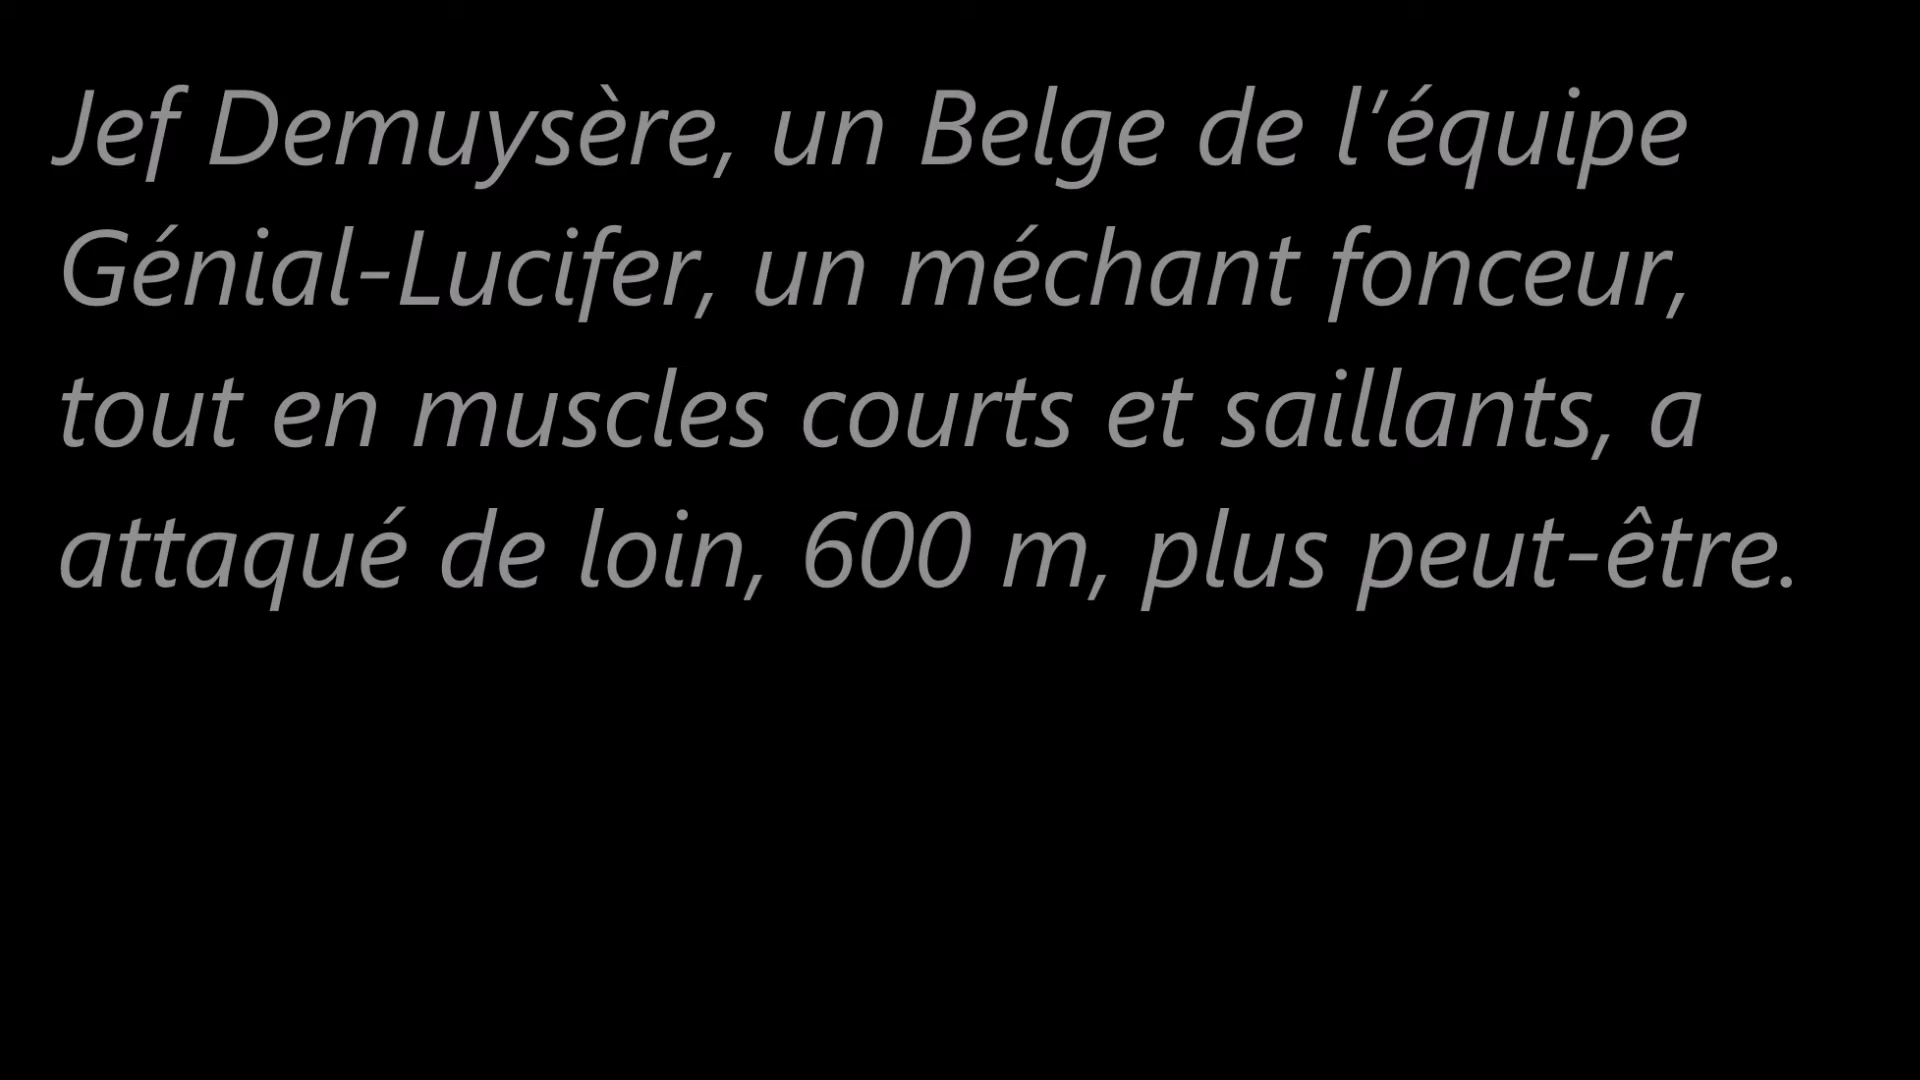 Jef Demuysère, un Belge de l’équipe
Génial-Lucifer, un méchant fonceur,
tout en muscles courts et saillants, a
attaqué de loin, 600 m, plus peut-être.